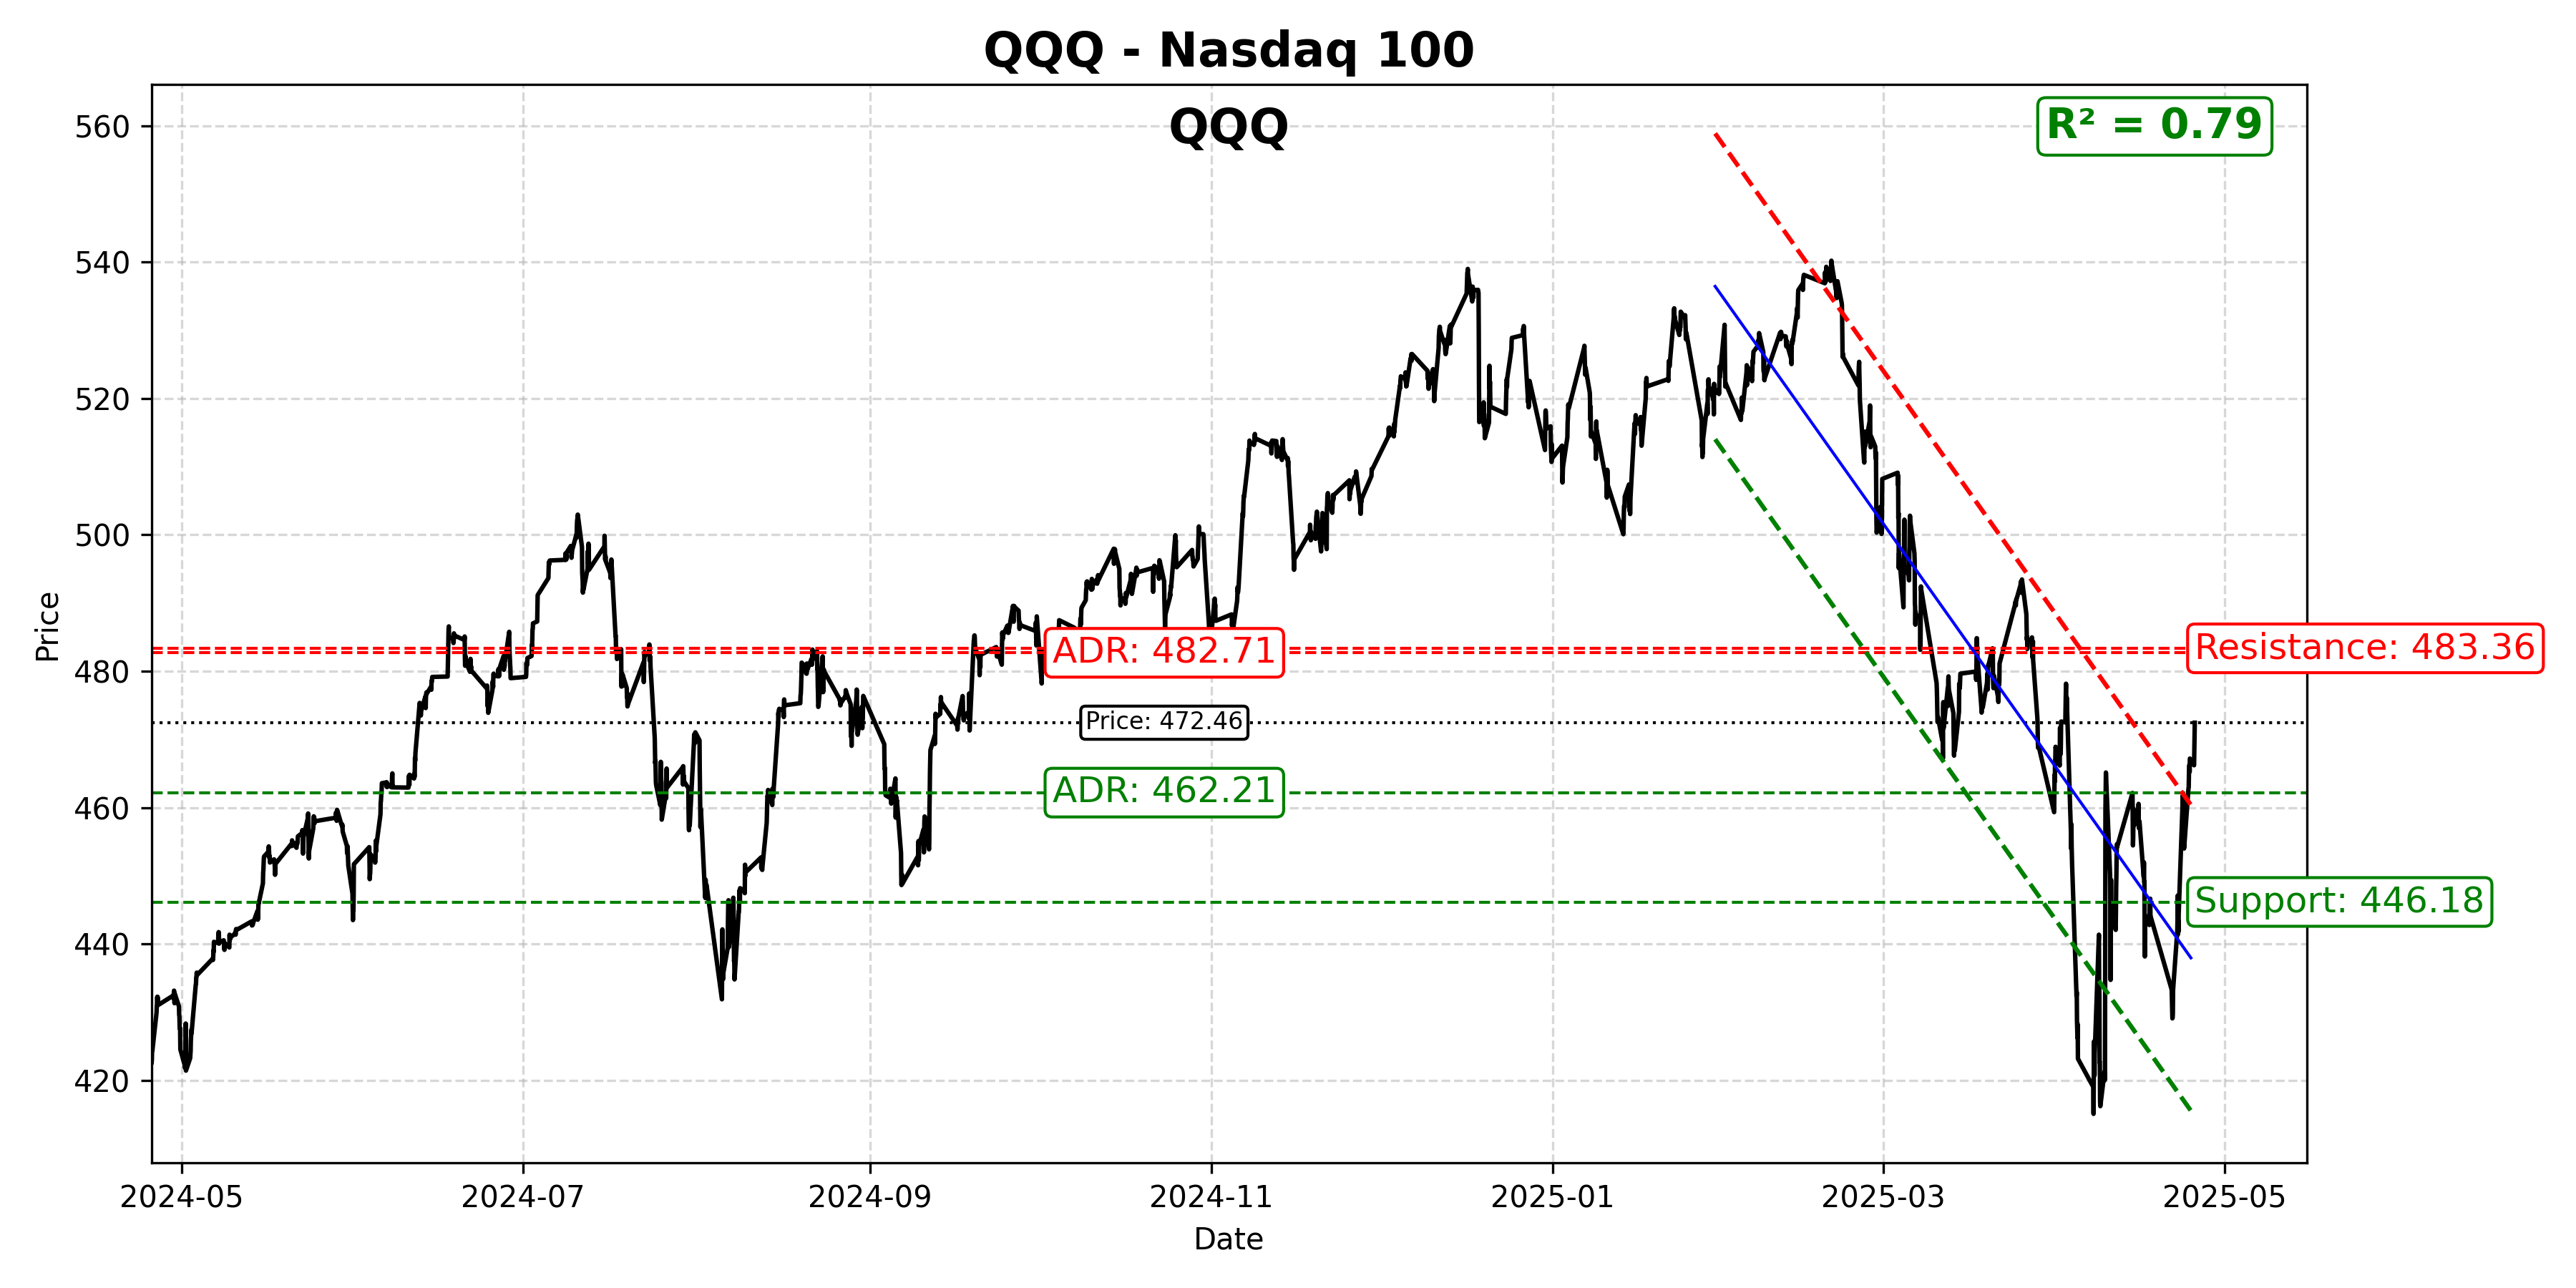 QQQ - Nasdaq 100
QQQ
R² = 0.79
560
540
520
500
480
460
440
420
Price
ADR: 482.71
Resistance: 483.36
Price: 472.46
ADR: 462.21
Support: 446.18
2024-05
2024-07
2024-09
2024-11
2025-01
2025-03
2025-05
Date